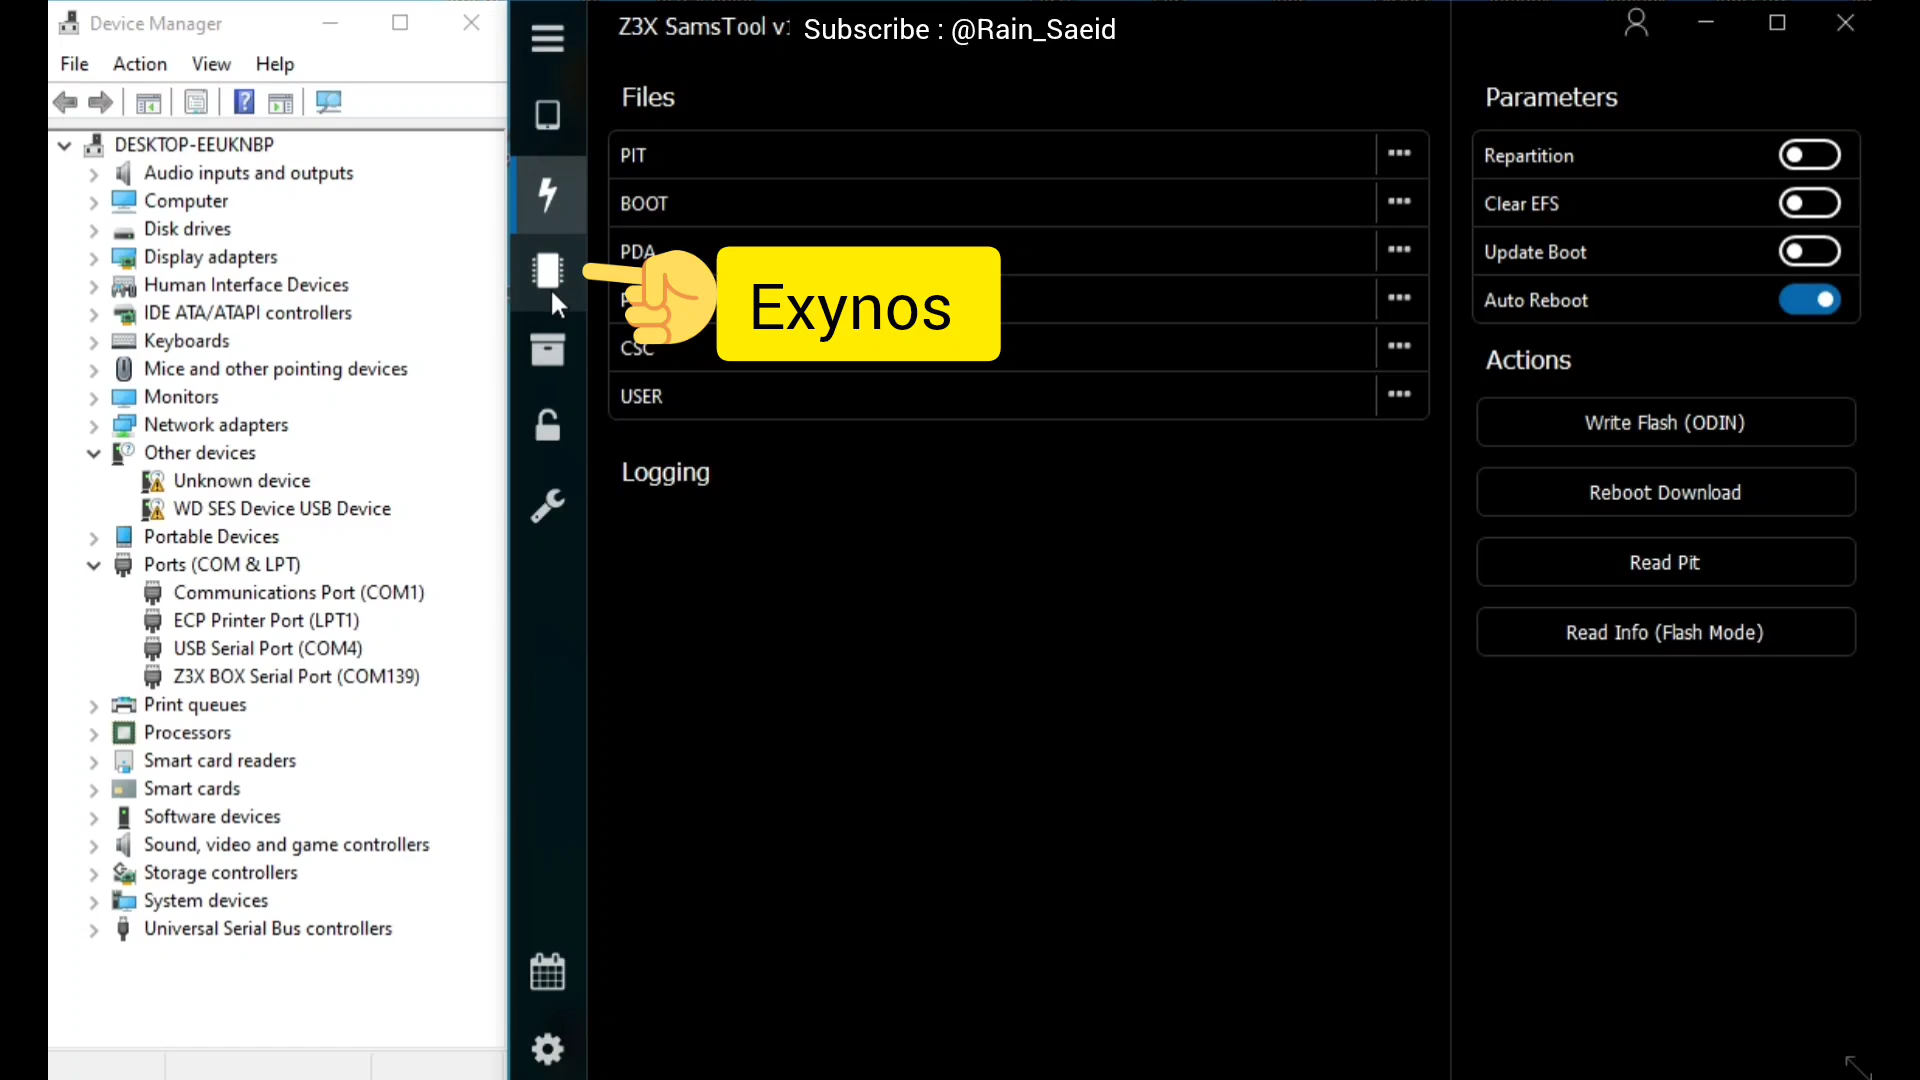 Device Manager
File Action View Help
DESKTOP-EEUKNBP
Audio inputs and outputs
Computer
Disk drives
Display adapters
Human Interface Devices
IDE ATA/ATAPI controllers
Keyboards
Mice and other pointing devices
Monitors
Network adapters
Other devices
Unknown device
WD SES Device USB Device
Portable Devices
Ports (COM & LPT)
Communications Port (COM1)
ECP Printer Port (LPT1)
USB Serial Port (COM4)
Z3X BOX Serial Port (COM139)
Print queues
Processors
Smart card readers
Smart cards
Software devices
Sound, video and game controllers
Storage controllers
System devices
Universal Serial Bus controllers
Z3X SamsTool
Subscribe : @Rain_Saeid
Files
PIT
BOOT
PDA
CSC
USER
Exynos
Logging
Parameters
Repartition
Clear EFS
Update Boot
Auto Reboot
Actions
Write Flash (ODIN)
Reboot Download
Read Pit
Read Info (Flash Mode)